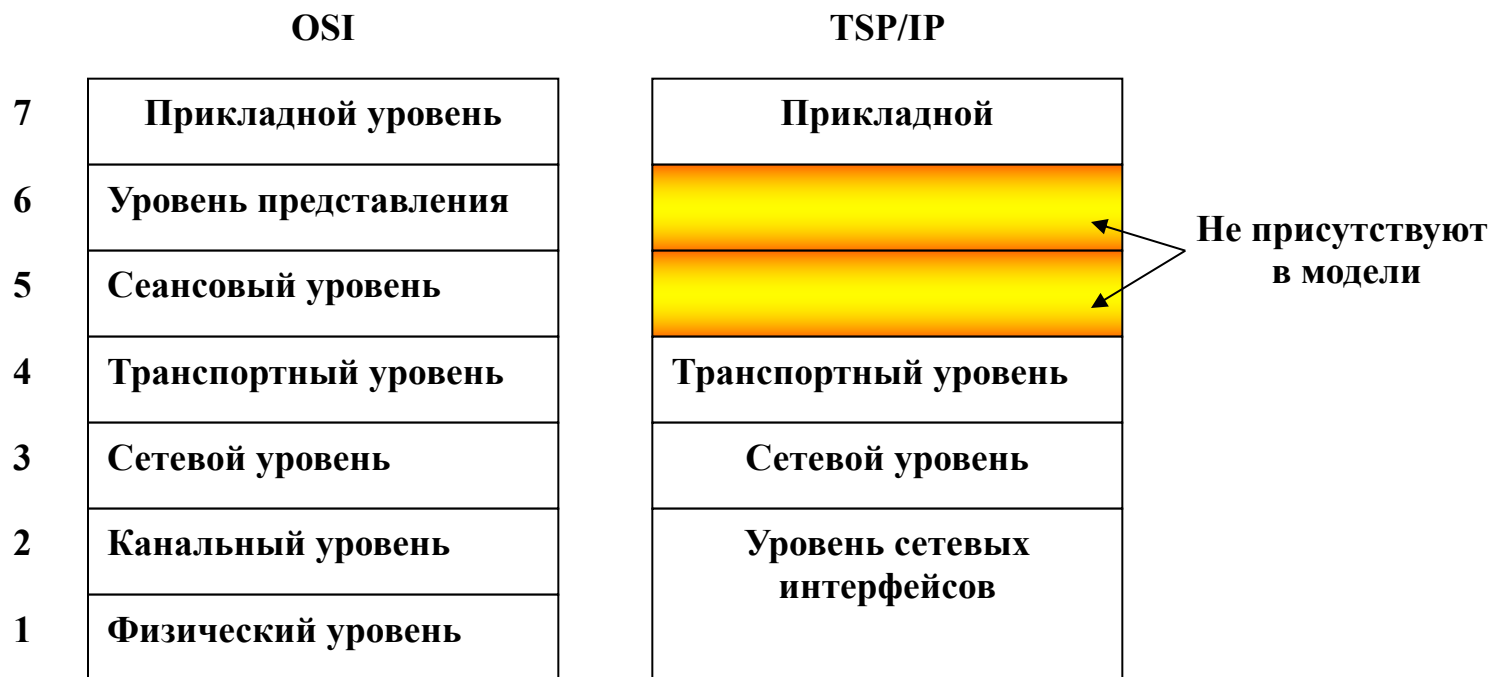 OSI
TSP/IP
7
Прикладной уровень
Прикладной
6
Уровень представления
Не присутствуют
в модели
5
Сеансовый уровень
4
Транспортный уровень
Транспортный уровень
3
Сетевой уровень
Сетевой уровень
2
Канальный уровень
Уровень сетевых
интерфейсов
1
Физический уровень